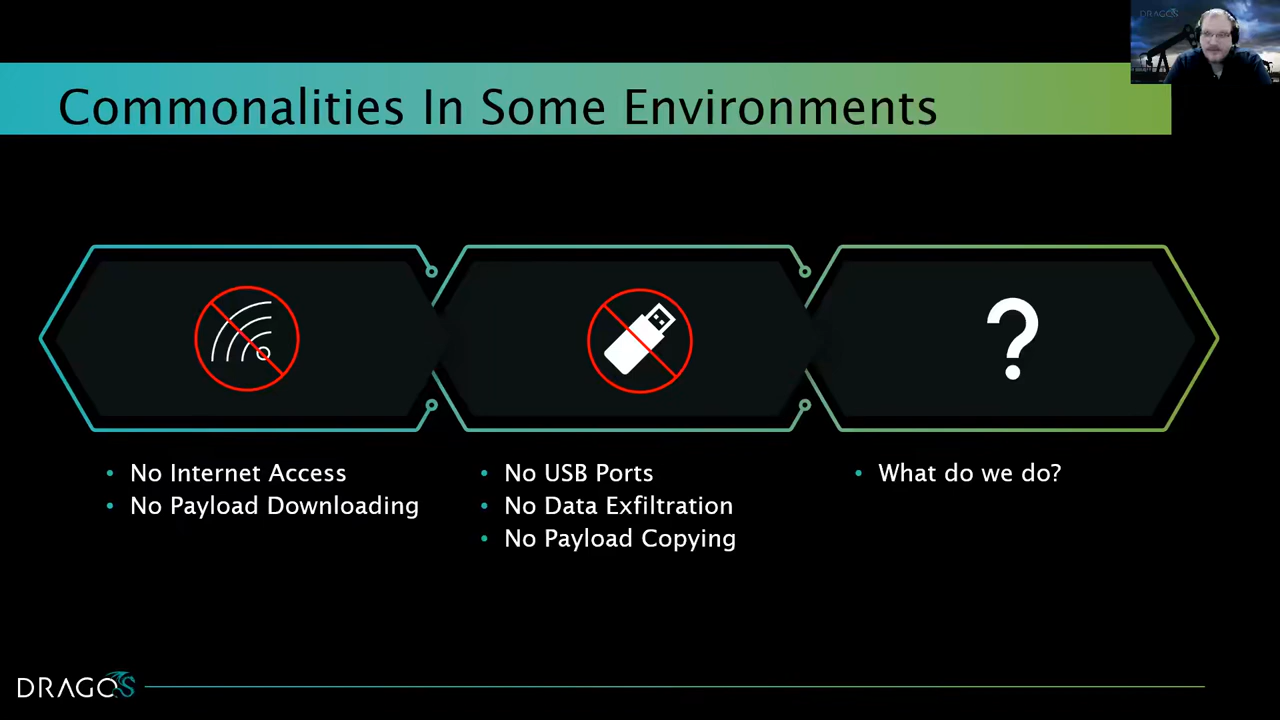 DRAGOS
Commonalities In Some Environments
?
• No Internet Access
• No Payload Downloading
• No USB Ports
• No Data Exfiltration
• No Payload Copying
• What do we do?
DRAGOS